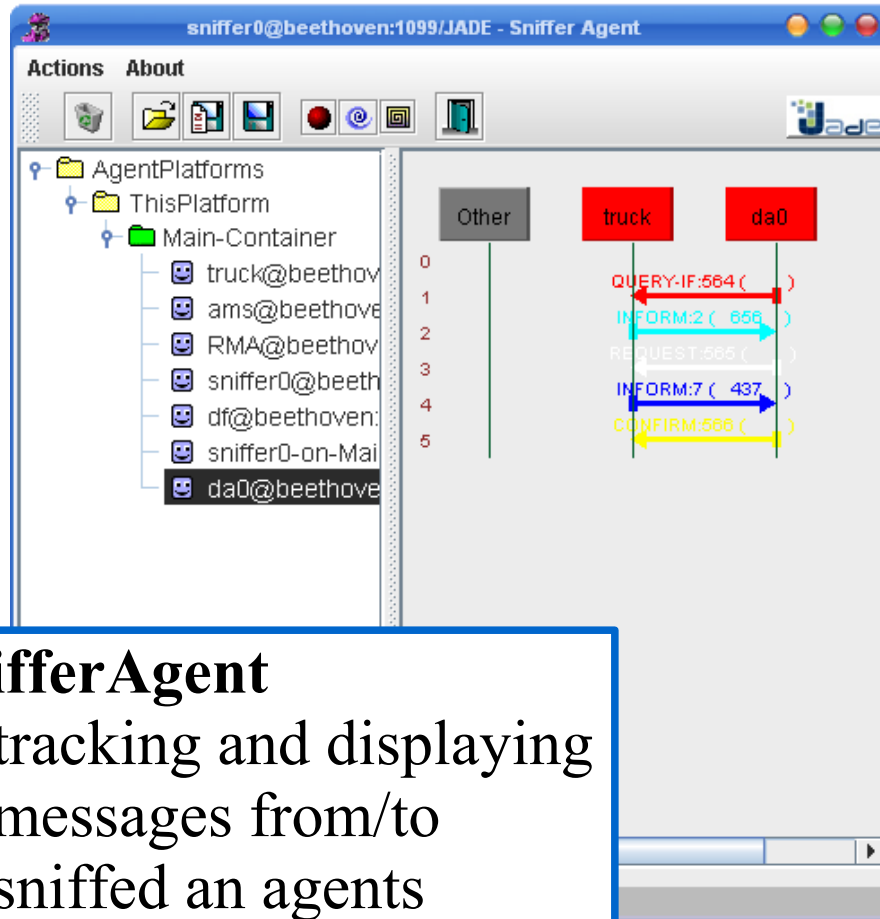 sniffer0@beethoven:1099/JADE - Sniffer Agent
Actions About
Jade
AgentPlatforms
ThisPlatform
Main-Container
truck@beethov
ams@beethove
RMA@beethov
sniffer0@beeth
df@beethoven:
sniffer0-on-Mai
da0@beethove
Other truck da0
0
QUERY-IF:564 ( )
1
INFORM:2 ( 656 )
2
REQUEST:565 ( )
3
INFORM:7 ( 437 )
4
CONFIRM:566 ( )
5
ifferAgent
tracking and displaying
messages from/to
sniffed an agents